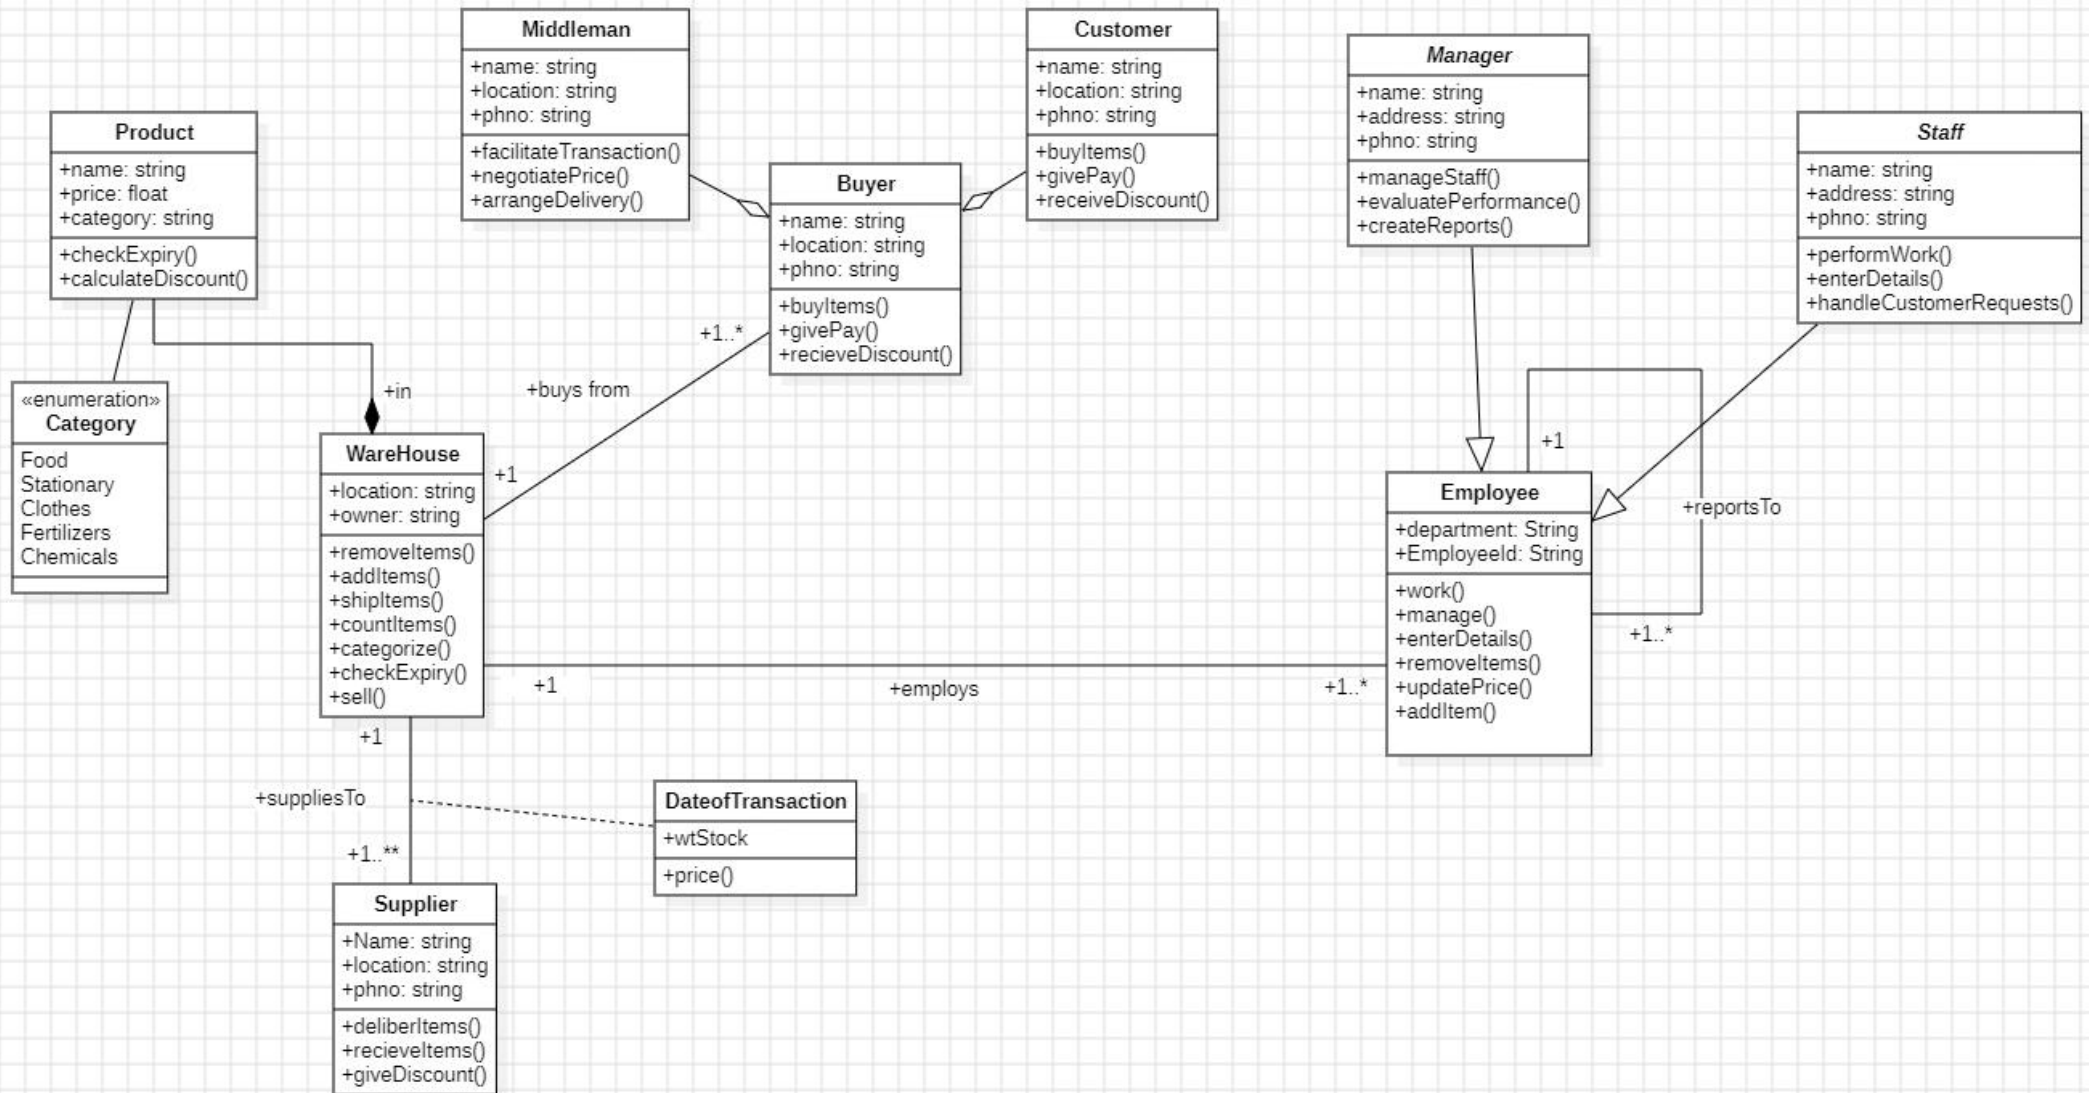 Middleman
+name: string
+location: string
+phno: string
+facilitateTransaction()
+negotiatePrice()
+arrangeDelivery()
Customer
+name: string
+location: string
+phno: string
+buyItems()
+givePay()
+receiveDiscount()
Manager
+name: string
+address: string
+phno: string
+manageStaff()
+evaluatePerformance()
+createReports()
Product
+name: string
+price: float
+category: string
+checkExpiry()
+calculateDiscount()
Buyer
+name: string
+location: string
+phno: string
+buyItems()
+givePay()
+recieveDiscount()
Staff
+name: string
+address: string
+phno: string
+performWork()
+enterDetails()
+handleCustomerRequests()
«enumeration»
Category
Food
Stationary
Clothes
Fertilizers
Chemicals
+in
+buys from
+1..*
+1
WareHouse
+location: string
+owner: string
+removeItems()
+addItems()
+shipItems()
+countItems()
+categorize()
+checkExpiry()
+sell()
+1
+employs
+1..*
Employee
+department: String
+EmployeeId: String
+work()
+manage()
+enterDetails()
+removeItems()
+updatePrice()
+addItem()
+1
+reportsTo
+1..*
+1
+suppliesTo
+1..**
DateofTransaction
+wtStock
+price()
Supplier
+Name: string
+location: string
+phno: string
+deliberItems()
+recieveItems()
+giveDiscount()